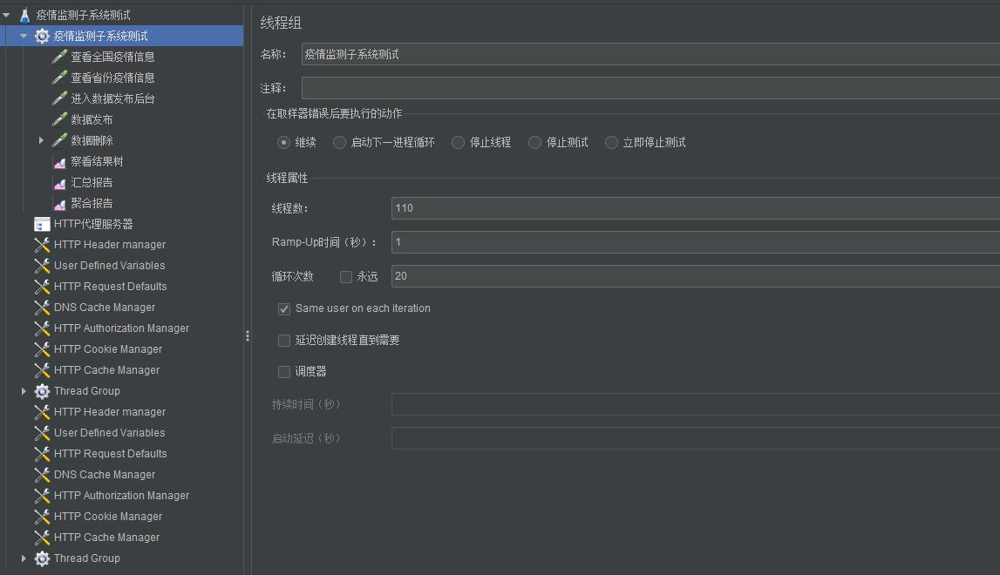 疫情监测子系统测试
疫情监测子系统测试
查看全国疫情信息
查看省份疫情信息
进入数据发布后台
数据发布
数据删除
察看结果树
汇总报告
聚合报告
HTTP代理服务器
HTTP Header manager
User Defined Variables
HTTP Request Defaults
DNS Cache Manager
HTTP Authorization Manager
HTTP Cookie Manager
HTTP Cache Manager
Thread Group
HTTP Header manager
User Defined Variables
HTTP Request Defaults
DNS Cache Manager
HTTP Authorization Manager
HTTP Cookie Manager
HTTP Cache Manager
Thread Group
线程组
名称： 疫情监测子系统测试
注释：
在取样器错误后要执行的动作
继续 启动下一进程循环 停止线程 停止测试 立即停止测试
线程属性
线程数： 110
Ramp-Up时间（秒）： 1
循环次数 永远 20
Same user on each iteration
延迟创建线程直到需要
调度器
持续时间（秒）
启动延迟（秒）